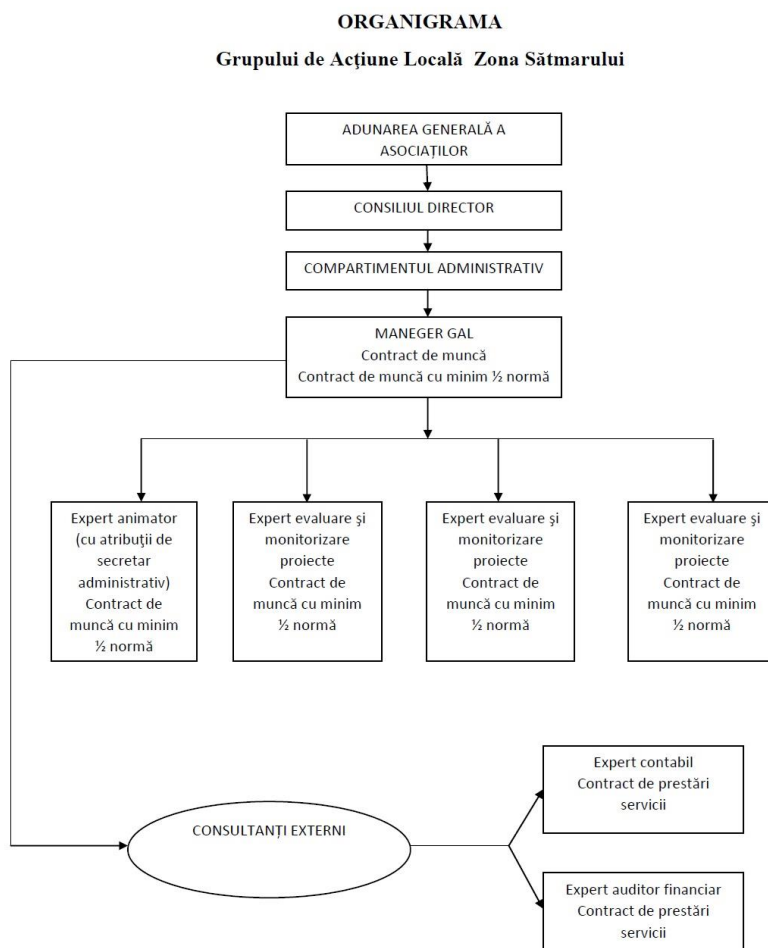 ORGANIGRAMA
Grupului de Acţiune Locală Zona Sătmarului
ADUNAREA GENERALĂ A
ASOCIAȚILOR
CONSILIUL DIRECTOR
COMPARTIMENTUL ADMINISTRATIV
MANEGER GAL
Contract de muncă
Contract de muncă cu minim ½ normă
Expert animator
(cu atribuţii de
secretar
administrativ)
Contract de
muncă cu minim
½ normă
Expert evaluare şi
monitorizare
proiecte
Contract de
muncă cu minim
½ normă
Expert evaluare şi
monitorizare
proiecte
Contract de
muncă cu minim
½ normă
Expert evaluare şi
monitorizare
proiecte
Contract de
muncă cu minim
½ normă
CONSULTANȚI EXTERNI
Expert contabil
Contract de prestări
servicii
Expert auditor financiar
Contract de prestări
servicii